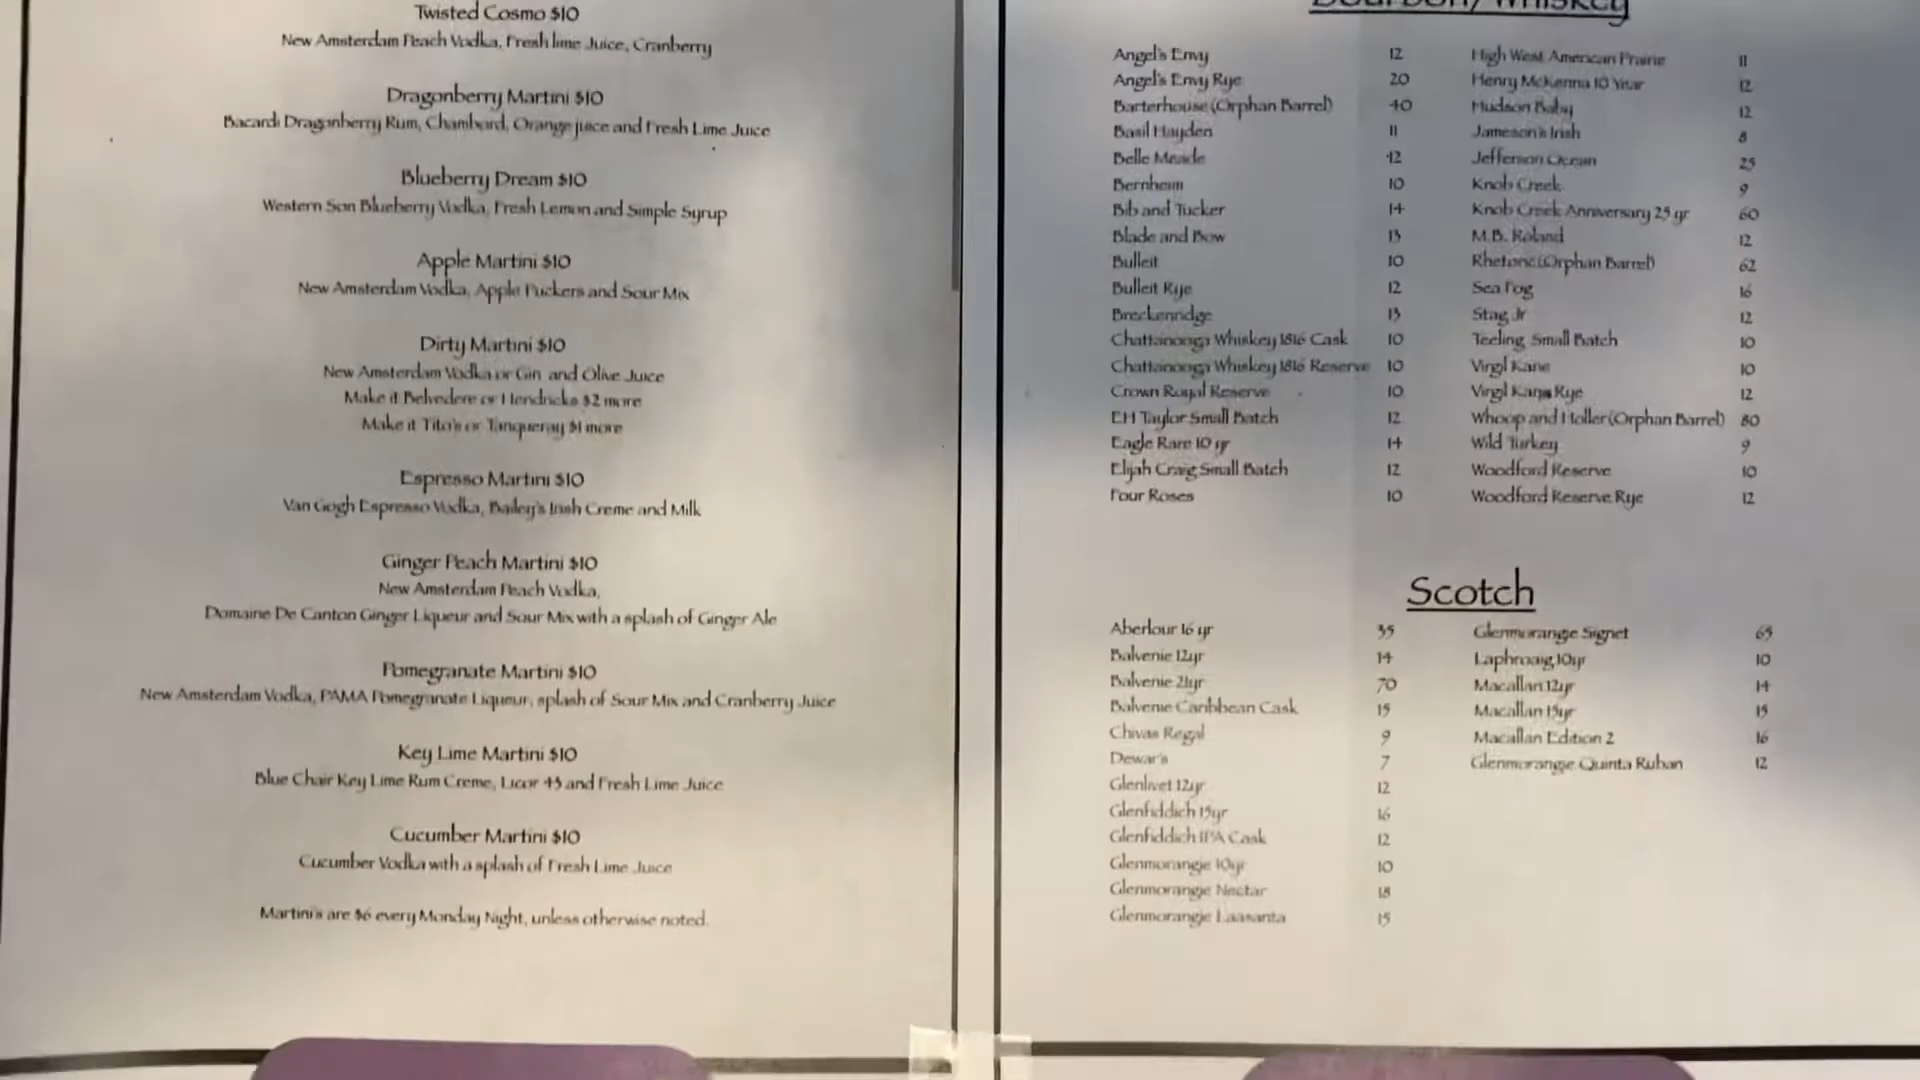 Twisted Cosmo $10
New Amsterdam Peach Vodka, Fresh lime Juice, Cranberry
Dragonberry Martini $10
Bacardi Dragonberry Rum, Chambord, Orange juice and Fresh Lime Juice
Blueberry Dream $10
Western Son Blueberry Vodka, Fresh Lemon and Simple Syrup
Apple Martini $10
New Amsterdam Vodka, Apple Puckers and Sour Mix
Dirty Martini $10
New Amsterdam Vodka or Gin and Olive Juice
Make it Belvedere or Hendricks $2 more
Make it Tito's or Tanqueray $1 more
Espresso Martini $10
Van Gogh Espresso Vodka, Bailey's Irish Creme and Milk
Ginger Peach Martini $10
New Amsterdam Peach Vodka,
Domaine De Canton Ginger Liqueur and Sour Mix with a splash of Ginger Ale
Pomegranate Martini $10
New Amsterdam Vodka, PAMA Pomegranate Liqueur, splash of Sour Mix and Cranberry Juice
Key Lime Martini $10
Blue Chair Key Lime Rum Creme, Licor 43 and Fresh Lime Juice
Cucumber Martini $10
Cucumber Vodka with a splash of Fresh Lime Juice
Martini's are $6 every Monday Night, unless otherwise noted.
Bourbon/Whiskey
Angel's Envy 12
Angel's Envy Rye 20
Barterhouse (Orphan Barrel) 40
Basil Hayden 11
Belle Meade 12
Bernheim 10
Bib and Tucker 14
Blade and Bow 13
Bulleit 10
Bulleit Rye 12
Breckenridge 13
Chattanooga Whiskey 1816 Cask 10
Chattanooga Whiskey 1816 Reserve 10
Crown Royal Reserve 10
EH Taylor Small Batch 12
Eagle Rare 10 yr 14
Elijah Craig Small Batch 12
Four Roses 10
High West American Prairie 11
Henry McKenna 10 Year 12
Hudson Baby 12
Jameson's Irish 8
Jefferson Ocean 25
Knob Creek 9
Knob Creek Anniversary 25 yr 60
M.B. Roland 12
Rhetoric (Orphan Barrel) 62
Sea Fog 16
Stag Jr 12
Teeling Small Batch 10
Virgil Kane 10
Virgil Kane Rye 12
Whoop and Holler (Orphan Barrel) 80
Wild Turkey 9
Woodford Reserve 10
Woodford Reserve Rye 12
Scotch
Aberlour 16 yr 35
Balvenie 12yr 14
Balvenie 21yr 70
Balvenie Caribbean Cask 15
Chivas Regal 9
Dewar's 7
Glenlivet 12yr 12
Glenfiddich 15yr 16
Glenfiddich IPA Cask 12
Glenmorangie 10yr 10
Glenmorangie Nectar 18
Glenmorangie Laasanta 15
Glenmorangie Signet 65
Laphroaig 10yr 10
Macallan 12yr 14
Macallan 15yr 15
Macallan Edition 2 16
Glenmorangie Quinta Ruban 12